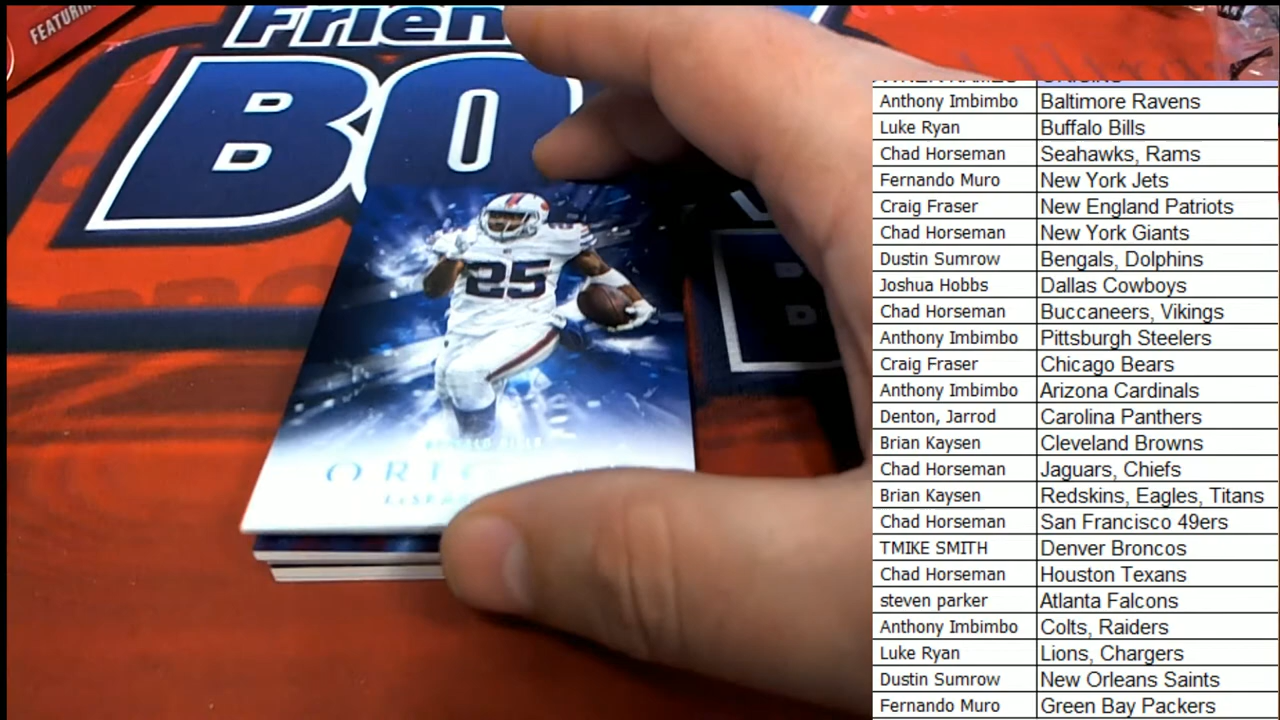 FEATURIN
Frien
BO
25
ORI
Anthony Imbimbo Baltimore Ravens
Luke Ryan Buffalo Bills
Chad Horseman Seahawks, Rams
Fernando Muro New York Jets
Craig Fraser New England Patriots
Chad Horseman New York Giants
Dustin Sumrow Bengals, Dolphins
Joshua Hobbs Dallas Cowboys
Chad Horseman Buccaneers, Vikings
Anthony Imbimbo Pittsburgh Steelers
Craig Fraser Chicago Bears
Anthony Imbimbo Arizona Cardinals
Denton, Jarrod Carolina Panthers
Brian Kaysen Cleveland Browns
Chad Horseman Jaguars, Chiefs
Brian Kaysen Redskins, Eagles, Titans
Chad Horseman San Francisco 49ers
TMIKE SMITH Denver Broncos
Chad Horseman Houston Texans
steven parker Atlanta Falcons
Anthony Imbimbo Colts, Raiders
Luke Ryan Lions, Chargers
Dustin Sumrow New Orleans Saints
Fernando Muro Green Bay Packers